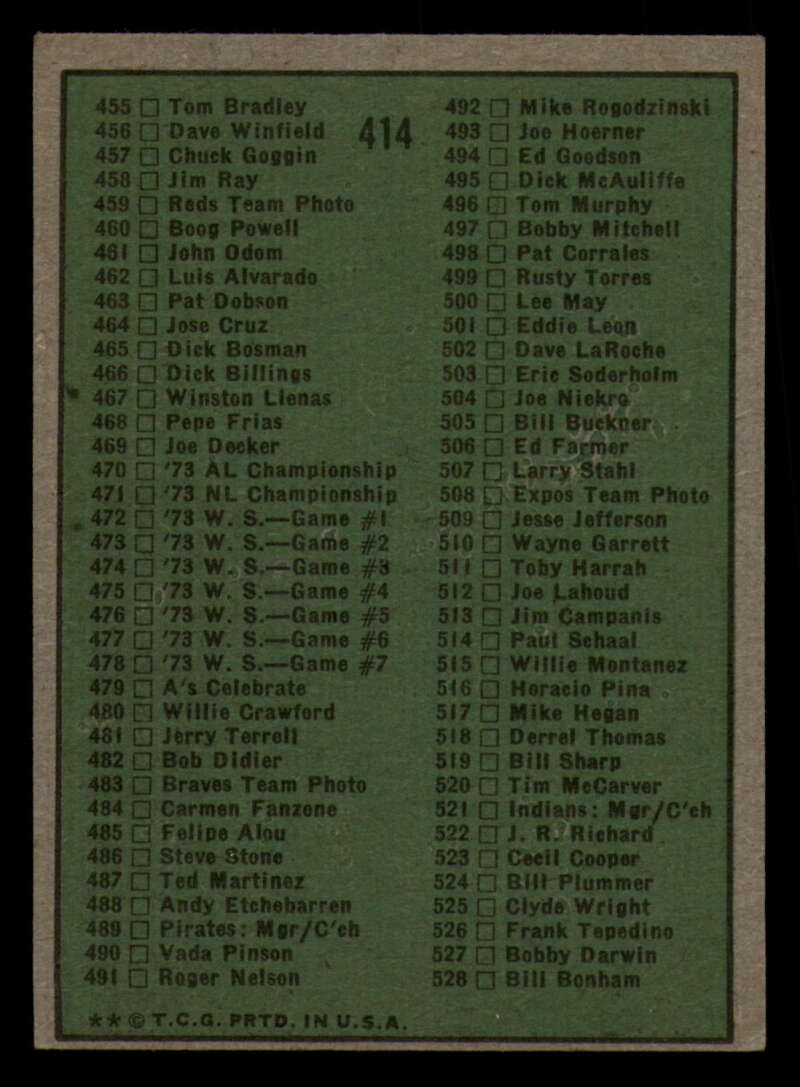 414
455 □ Tom Bradley
456 □ Dave Winfield
457 □ Chuck Goggin
458 □ Jim Ray
459 □ Reds Team Photo
460 □ Boog Powell
461 □ John Odom
462 □ Luis Alvarado
463 □ Pat Dobson
464 □ Jose Cruz
465 □ Dick Bosman
466 □ Dick Billings
467 □ Winston Llenas
468 □ Pepe Frias
469 □ Joe Decker
470 □ '73 AL Championship
471 □ '73 NL Championship
472 □ '73 W. S.—Game #1
473 □ '73 W. S.—Game #2
474 □ '73 W. S.—Game #3
475 □ '73 W. S.—Game #4
476 □ '73 W. S.—Game #5
477 □ '73 W. S.—Game #6
478 □ '73 W. S.—Game #7
479 □ A's Celebrate
480 □ Willie Crawford
481 □ Jerry Terrell
482 □ Bob Didier
483 □ Braves Team Photo
484 □ Carmen Fanzone
485 □ Felipe Alou
486 □ Steve Stone
487 □ Ted Martinez
488 □ Andy Etchebarren
489 □ Pirates: Mgr/C'ch
490 □ Vada Pinson
491 □ Roger Nelson
492 □ Mike Rogodzinski
493 □ Joe Hoerner
494 □ Ed Goodson
495 □ Dick McAuliffe
496 □ Tom Murphy
497 □ Bobby Mitchell
498 □ Pat Corrales
499 □ Rusty Torres
500 □ Lee May
501 □ Eddie Leon
502 □ Dave LaRoche
503 □ Eric Soderholm
504 □ Joe Niekro
505 □ Bill Buckner
506 □ Ed Farmer
507 □ Larry Stahl
508 □ Expos Team Photo
509 □ Jesse Jefferson
510 □ Wayne Garrett
511 □ Toby Harrah
512 □ Joe Lahoud
513 □ Jim Campanis
514 □ Paul Schaal
515 □ Willie Montanez
516 □ Horacio Pina
517 □ Mike Hegan
518 □ Derrel Thomas
519 □ Bill Sharp
520 □ Tim McCarver
521 □ Indians: Mgr/C'ch
522 □ J. R. Richard
523 □ Cecil Cooper
524 □ Bill Plummer
525 □ Clyde Wright
526 □ Frank Tepedino
527 □ Bobby Darwin
528 □ Bill Bonham
** © T.C.G. PRTD. IN U.S.A.